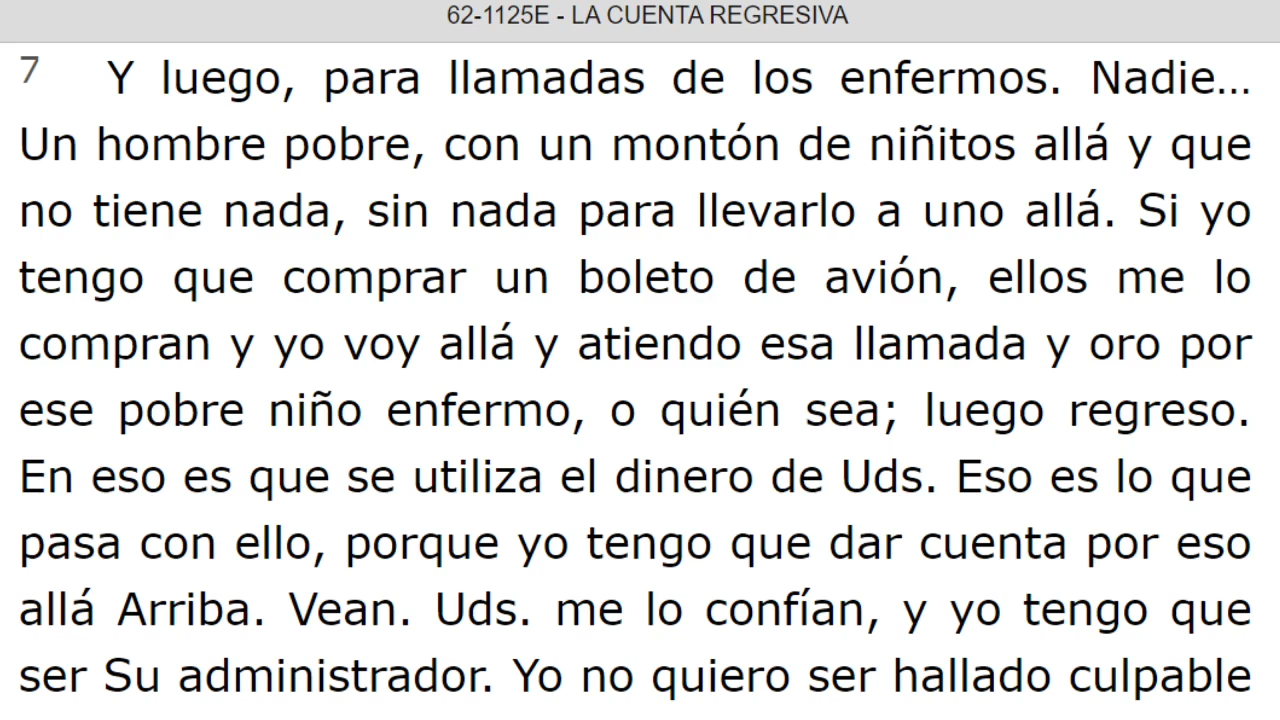 62-1125E - LA CUENTA REGRESIVA
7 Y luego, para llamadas de los enfermos. Nadie...
Un hombre pobre, con un montón de niñitos allá y que
no tiene nada, sin nada para llevarlo a uno allá. Si yo
tengo que comprar un boleto de avión, ellos me lo
compran y yo voy allá y atiendo esa llamada y oro por
ese pobre niño enfermo, o quién sea; luego regreso.
En eso es que se utiliza el dinero de Uds. Eso es lo que
pasa con ello, porque yo tengo que dar cuenta por eso
allá Arriba. Vean. Uds. me lo confían, y yo tengo que
ser Su administrador. Yo no quiero ser hallado culpable